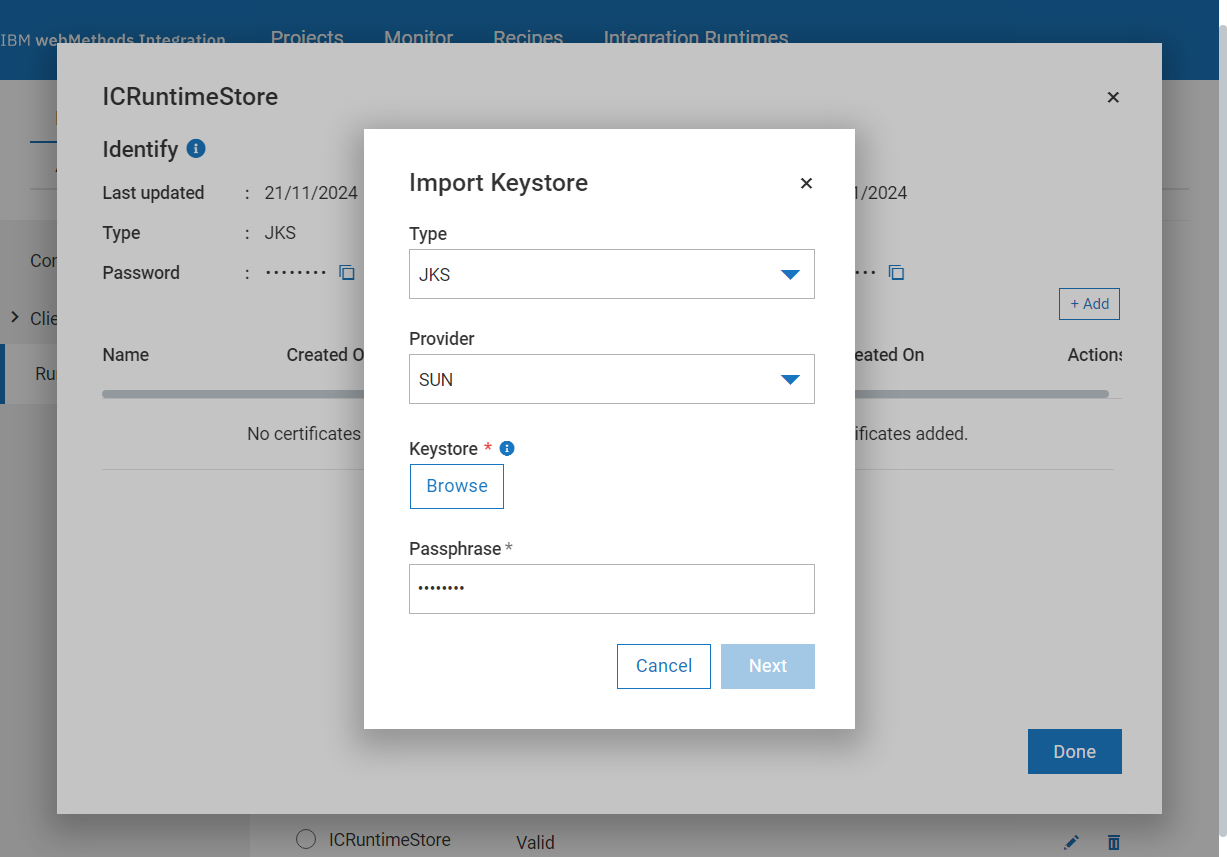 IBM webMethods Integration Projects Monitor Recipes Integration Runtimes
ICRuntimeStore
Identify
Last updated : 21/11/2024
Type : JKS
Password : ••••••••
1/2024
•••
+ Add
Name Created O
eated On Actions
No certificates
ificates added.
Import Keystore
Type
JKS
Provider
SUN
Keystore *
Browse
Passphrase *
••••••••
Cancel Next
Done
Con
Clie
Ru
ICRuntimeStore Valid